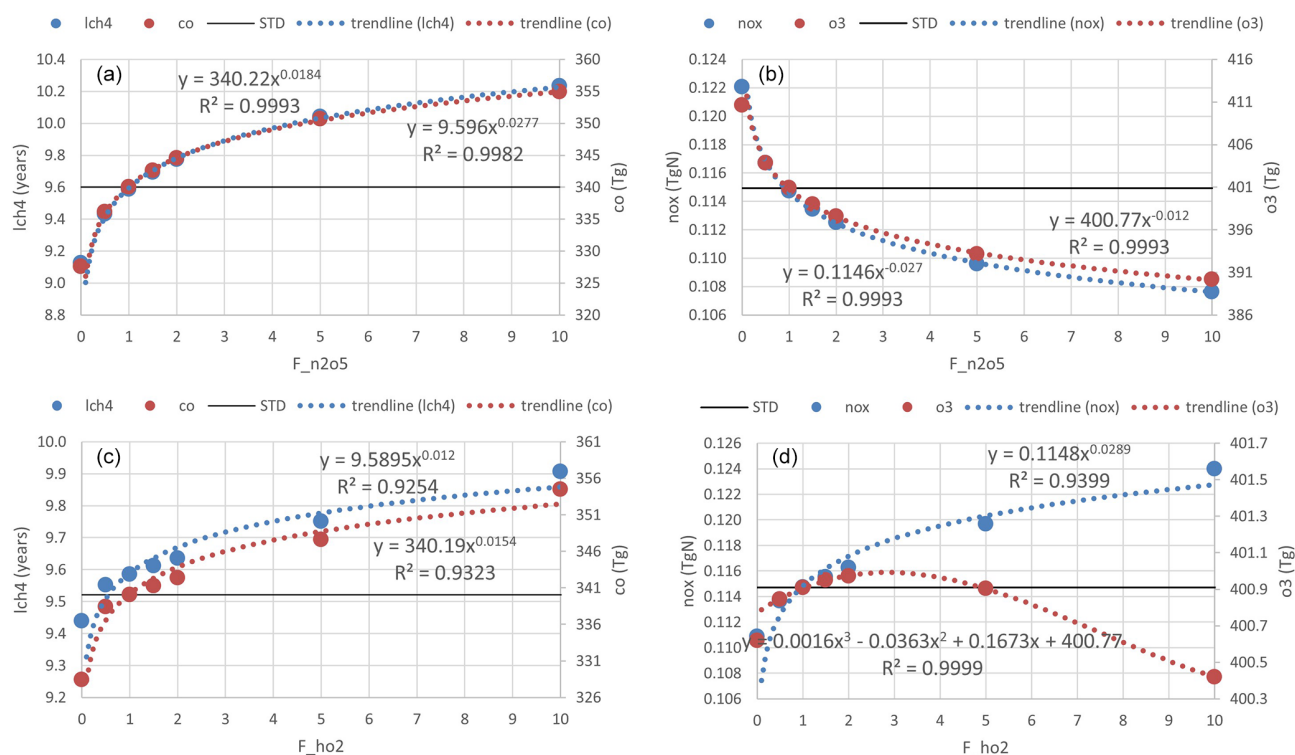 lch4 co STD trendline (lch4) trendline (co)
(a)
y = 340.22x^0.0184
R² = 0.9993
y = 9.596x^0.0277
R² = 0.9982
lch4 (years)
10.4
10.2
10.0
9.8
9.6
9.4
9.2
9.0
8.8
co (Tg)
360
355
350
345
340
335
330
325
320
0 1 2 3 4 5 6 7 8 9 10
F_n2o5
nox o3 STD trendline (nox) trendline (o3)
(b)
y = 400.77x^-0.012
R² = 0.9993
y = 0.1146x^-0.027
R² = 0.9993
nox (TgN)
0.124
0.122
0.120
0.118
0.116
0.114
0.112
0.110
0.108
0.106
o3 (Tg)
416
411
406
401
396
391
386
0 1 2 3 4 5 6 7 8 9 10
F_n2o5
lch4 co STD trendline (lch4) trendline (co)
(c)
y = 9.5895x^0.012
R² = 0.9254
y = 340.19x^0.0154
R² = 0.9323
lch4 (years)
10.0
9.9
9.8
9.7
9.6
9.5
9.4
9.3
9.2
co (Tg)
361
356
351
346
341
336
331
326
0 1 2 3 4 5 6 7 8 9 10
F_ho2
STD nox o3 trendline (nox) trendline (o3)
(d)
y = 0.1148x^0.0289
R² = 0.9399
y = 0.0016x³ - 0.0363x² + 0.1673x + 400.77
R² = 0.9999
nox (TgN)
0.126
0.124
0.122
0.120
0.118
0.116
0.114
0.112
0.110
0.108
0.106
o3 (Tg)
401.7
401.5
401.3
401.1
400.9
400.7
400.5
400.3
0 1 2 3 4 5 6 7 8 9 10
F_ho2